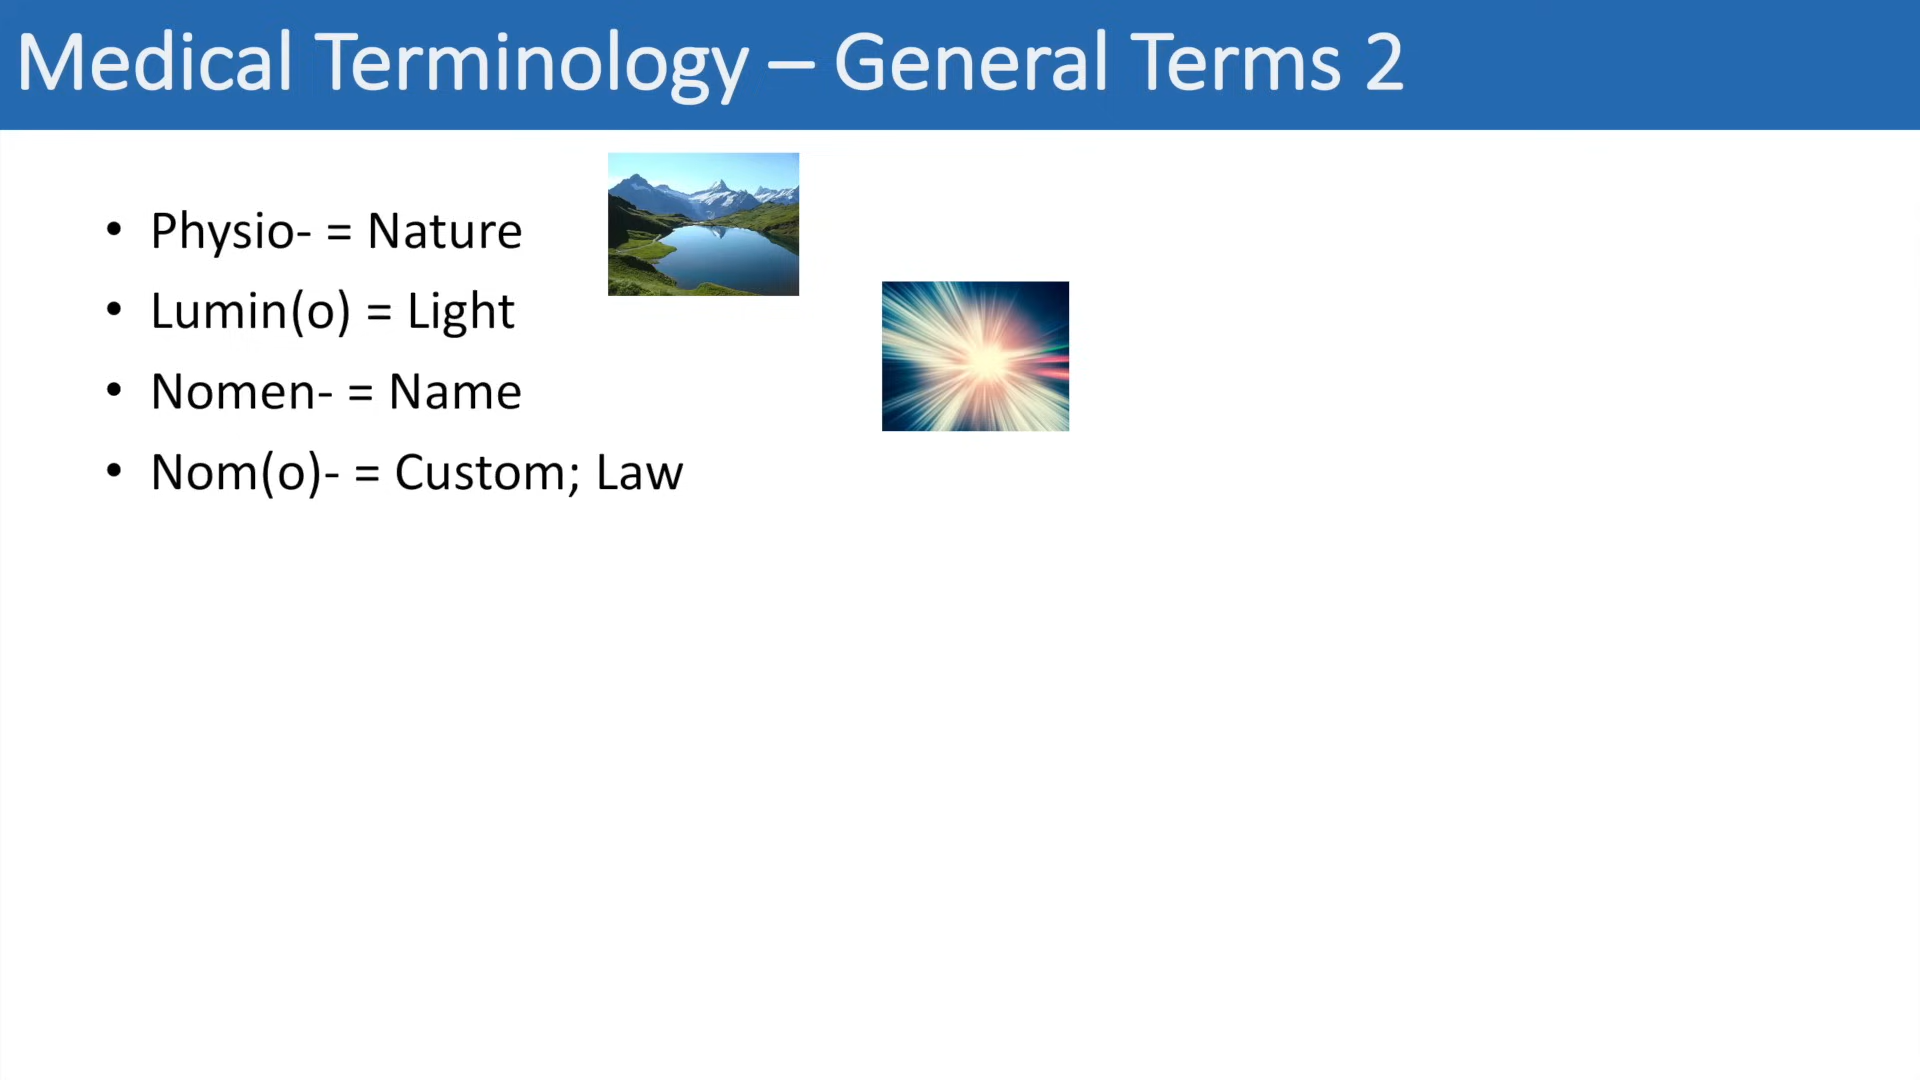 Medical Terminology – General Terms 2
• Physio- = Nature
• Lumin(o) = Light
• Nomen- = Name
• Nom(o)- = Custom; Law